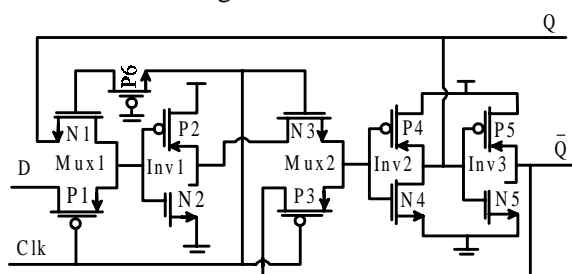 Q
P6
N1
P2
N3
P4
P5
Q̄
D
Mux1
Inv1
Mux2
Inv2
Inv3
P1
N2
P3
N4
N5
Clk